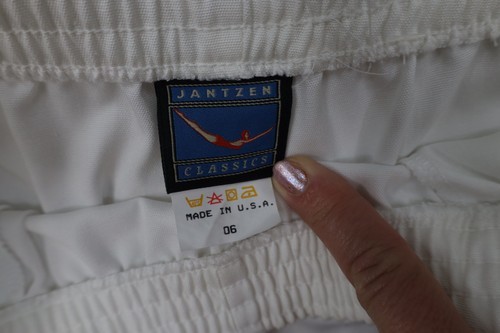 JANTZEN
CLASSICS
MADE IN U.S.A.
06